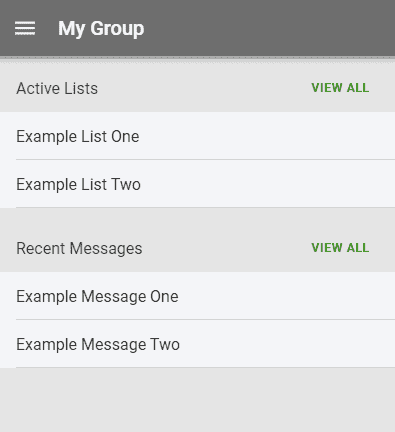 My Group
Active Lists VIEW ALL
Example List One
Example List Two
Recent Messages VIEW ALL
Example Message One
Example Message Two